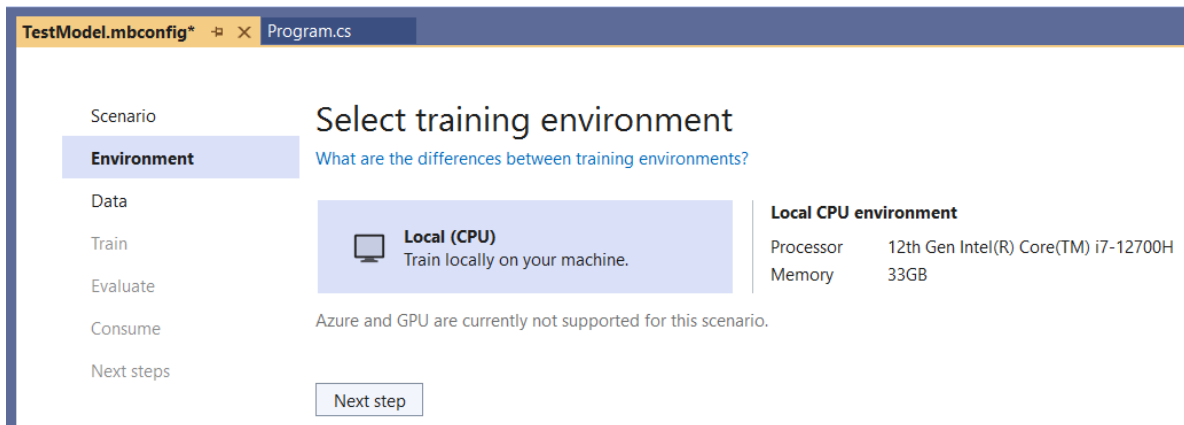 TestModel.mbconfig* Program.cs
Scenario
Environment
Data
Train
Evaluate
Consume
Next steps
Select training environment
What are the differences between training environments?
Local (CPU)
Train locally on your machine.
Local CPU environment
Processor 12th Gen Intel(R) Core(TM) i7-12700H
Memory 33GB
Azure and GPU are currently not supported for this scenario.
Next step